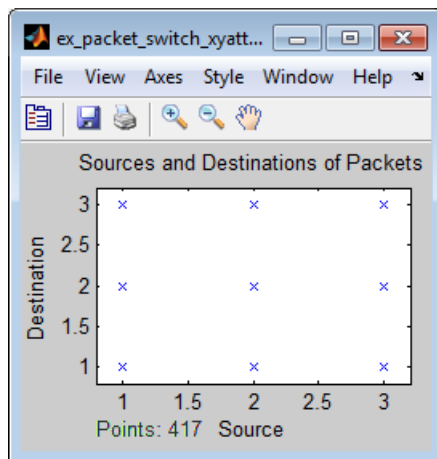 ex_packet_switch_xyatt...
File View Axes Style Window Help
Sources and Destinations of Packets
Destination
3
2.5
2
1.5
1
1 1.5 2 2.5 3
Points: 417 Source